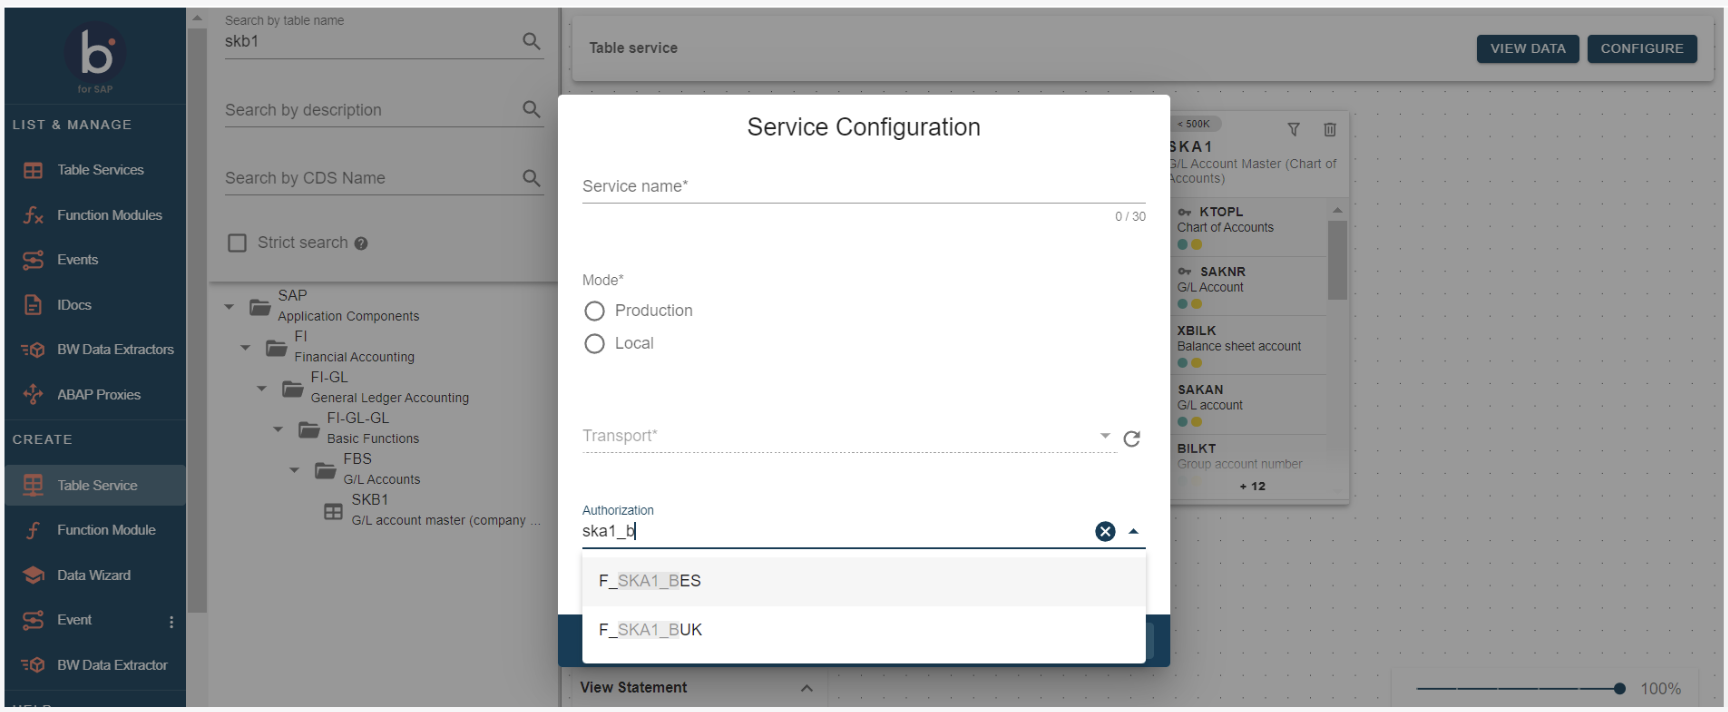 b
for SAP
LIST & MANAGE
Table Services
Function Modules
Events
IDocs
BW Data Extractors
ABAP Proxies
CREATE
Table Service
Function Module
Data Wizard
Event
BW Data Extractor
HELP
Search by table name
skb1
Search by description
Search by CDS Name
Strict search ?
SAP
Application Components
FI
Financial Accounting
FI-GL
General Ledger Accounting
FI-GL-GL
Basic Functions
FBS
G/L Accounts
SKB1
G/L account master (company ...
Table service
VIEW DATA
CONFIGURE
Service Configuration
Service name*
0 / 30
Mode*
Production
Local
Transport*
Authorization
ska1_b
F_SKA1_BES
F_SKA1_BUK
< 500K
SKA1
G/L Account Master (Chart of
Accounts)
KTOPL
Chart of Accounts
SAKNR
G/L Account
XBILK
Balance sheet account
SAKAN
G/L account
BILKT
Group account number
+ 12
View Statement
100%